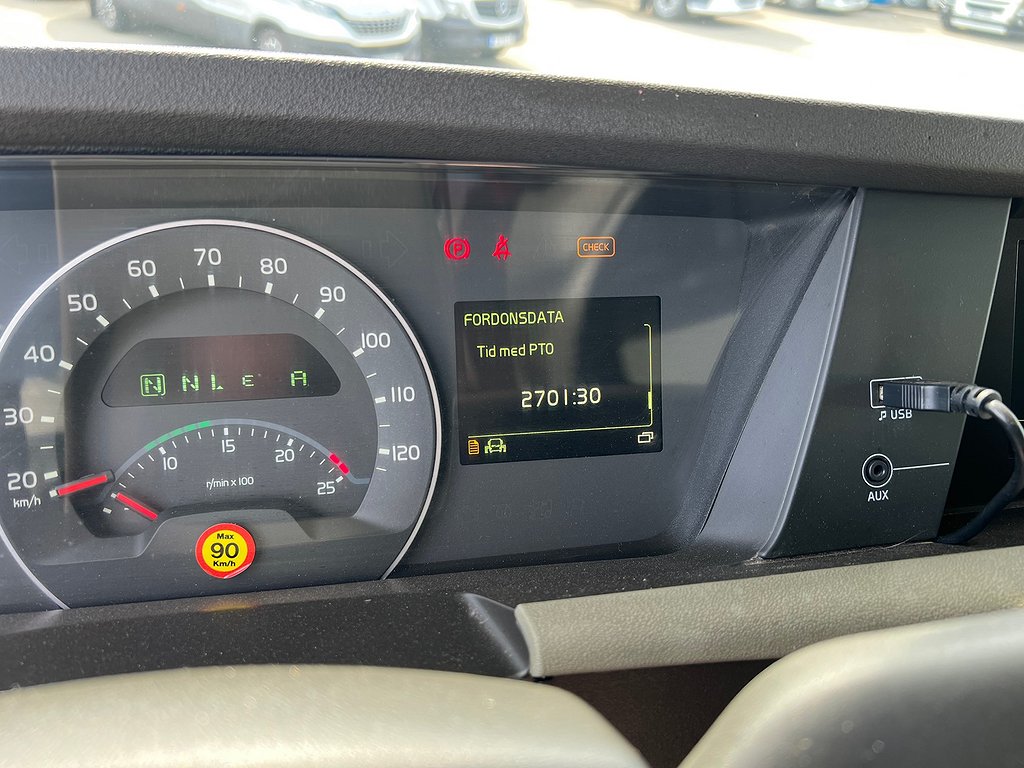 20
30
40
50
60
70
80
90
100
110
120
km/h
N N L E A
10
15
20
25
r/min x 100
Max
90
Km/h
P
CHECK
FORDONSDATA
Tid med PTO
2701:30
USB
AUX